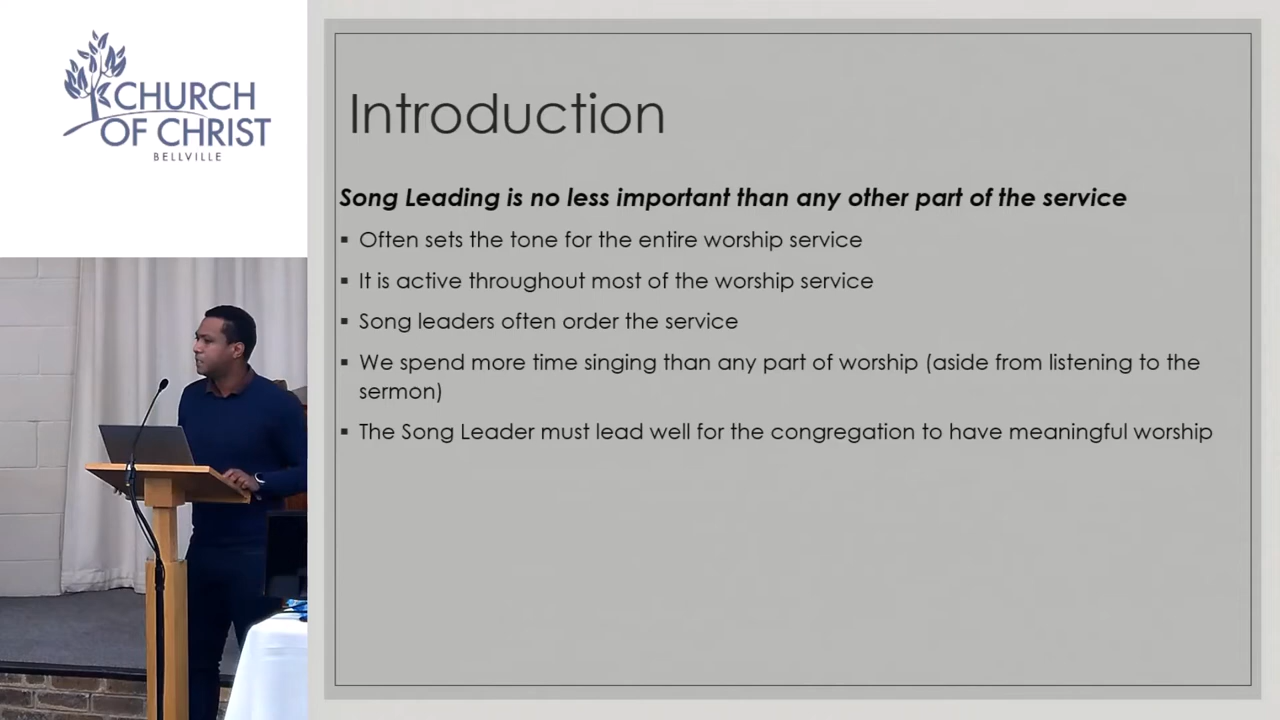 CHURCH
OF CHRIST
BELLVILLE
Introduction
Song Leading is no less important than any other part of the service
▪ Often sets the tone for the entire worship service
▪ It is active throughout most of the worship service
▪ Song leaders often order the service
▪ We spend more time singing than any part of worship (aside from listening to the
sermon)
▪ The Song Leader must lead well for the congregation to have meaningful worship